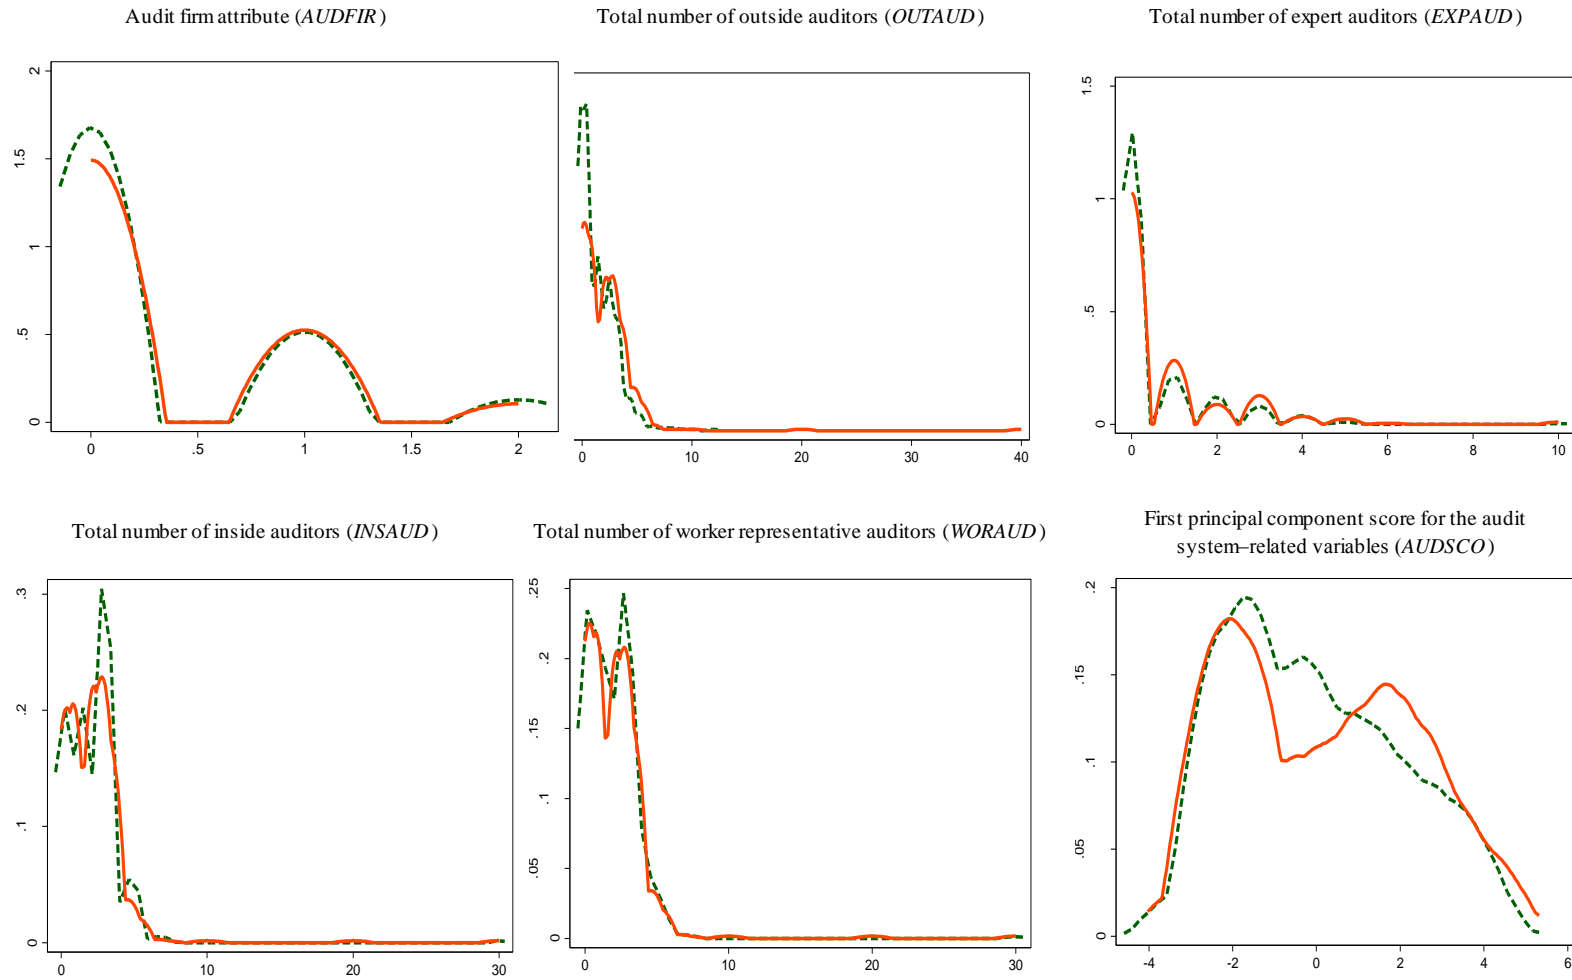 Audit firm attribute (AUDFIR)
Total number of outside auditors (OUTAUD)
Total number of expert auditors (EXPAUD)
2
1.5
1
.5
0
0 .5 1 1.5 2
0 10 20 30 40
1.5
1
.5
0
0 2 4 6 8 10
Total number of inside auditors (INSAUD)
Total number of worker representative auditors (WORAUD)
First principal component score for the audit
system–related variables (AUDSCO)
.3
.2
.1
0
0 10 20 30
.25
.2
.15
.1
.05
0
0 10 20 30
.2
.15
.1
.05
0
-4 -2 0 2 4 6